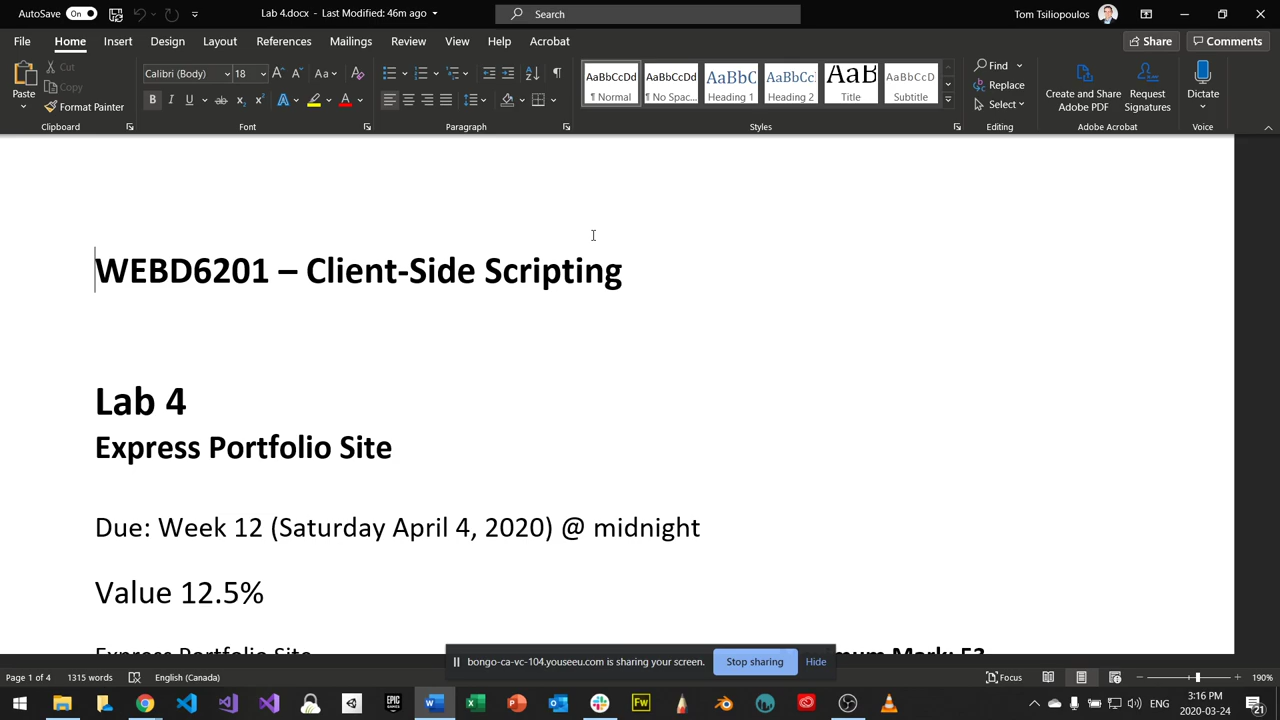 AutoSave On Lab 4.docx - Last Modified: 46m ago Search Tom Tsiliopoulos
File Home Insert Design Layout References Mailings Review View Help Acrobat Share Comments
Paste Cut Copy Format Painter
Calibri (Body) 18
AaBbCcDd AaBbCcDd AaBbC AaBbCc AaB AaBbCcD
¶ Normal ¶ No Spac... Heading 1 Heading 2 Title Subtitle
Find Replace Select
Create and Share Adobe PDF Request Signatures Dictate
Clipboard Font Paragraph Styles Editing Adobe Acrobat Voice
WEBD6201 – Client-Side Scripting
Lab 4
Express Portfolio Site
Due: Week 12 (Saturday April 4, 2020) @ midnight
Value 12.5%
Express Portfolio Site
bongo-ca-vc-104.youseeu.com is sharing your screen. Stop sharing Hide
Page 1 of 4 1315 words English (Canada) Focus 190%
ENG 3:16 PM
2020-03-24 21